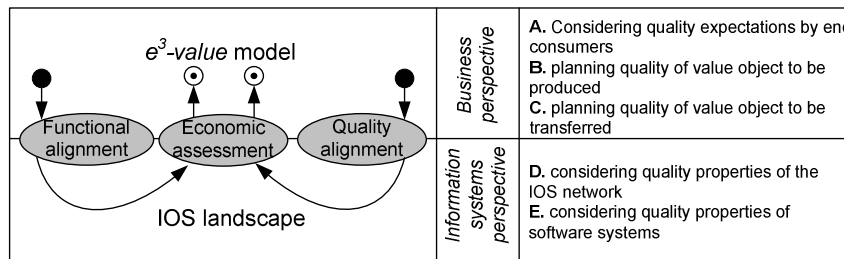 e³-value model
Functional
alignment
Economic
assessment
Quality
alignment
IOS landscape
Business
perspective
Information
systems
perspective
A. Considering quality expectations by en
consumers
B. planning quality of value object to be
produced
C. planning quality of value object to be
transferred
D. considering quality properties of the
IOS network
E. considering quality properties of
software systems